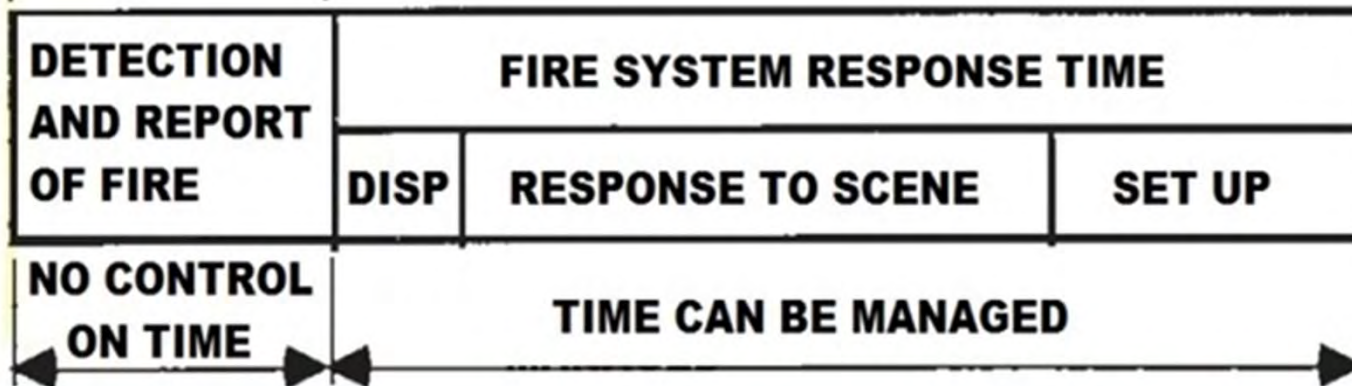 DETECTION
AND REPORT
OF FIRE
FIRE SYSTEM RESPONSE TIME
DISP
RESPONSE TO SCENE
SET UP
NO CONTROL
ON TIME
TIME CAN BE MANAGED